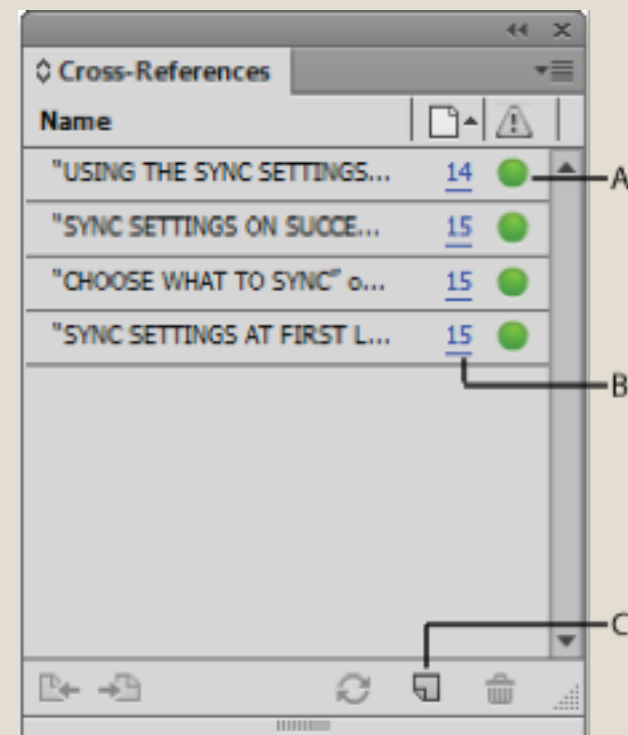 Cross-References
Name
"USING THE SYNC SETTINGS... 14 A
"SYNC SETTINGS ON SUCCE... 15
"CHOOSE WHAT TO SYNC" o... 15
"SYNC SETTINGS AT FIRST L... 15
B
C